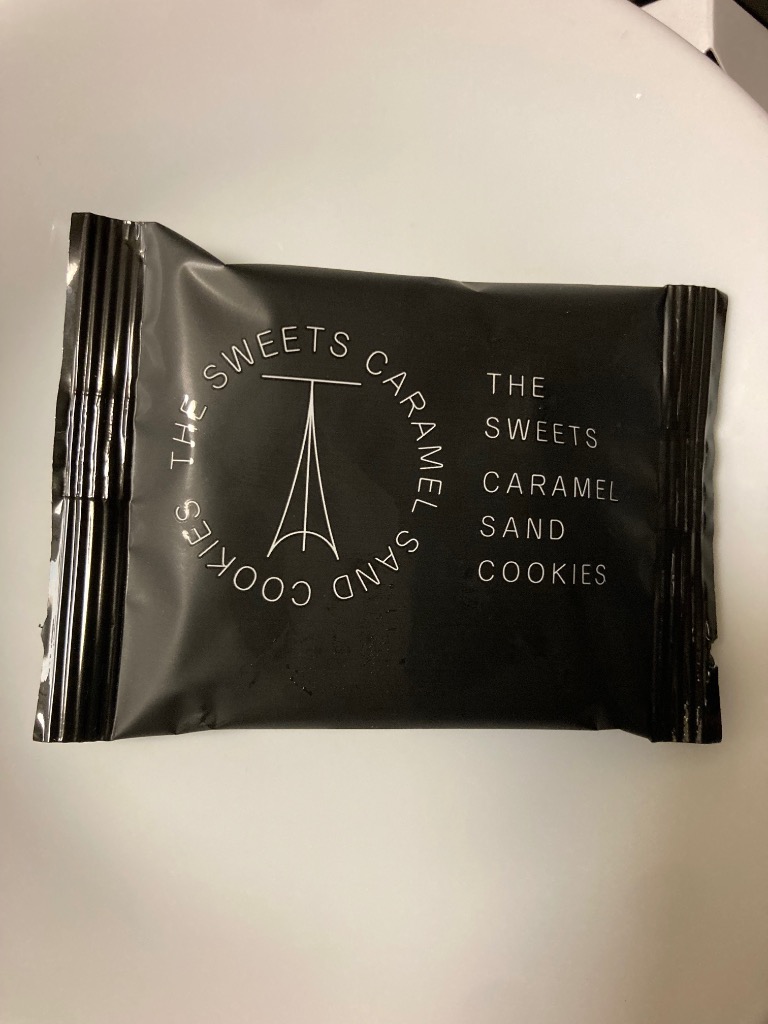 THE SWEETS CARAMEL SAND COOKIES
THE
SWEETS
CARAMEL
SAND
COOKIES